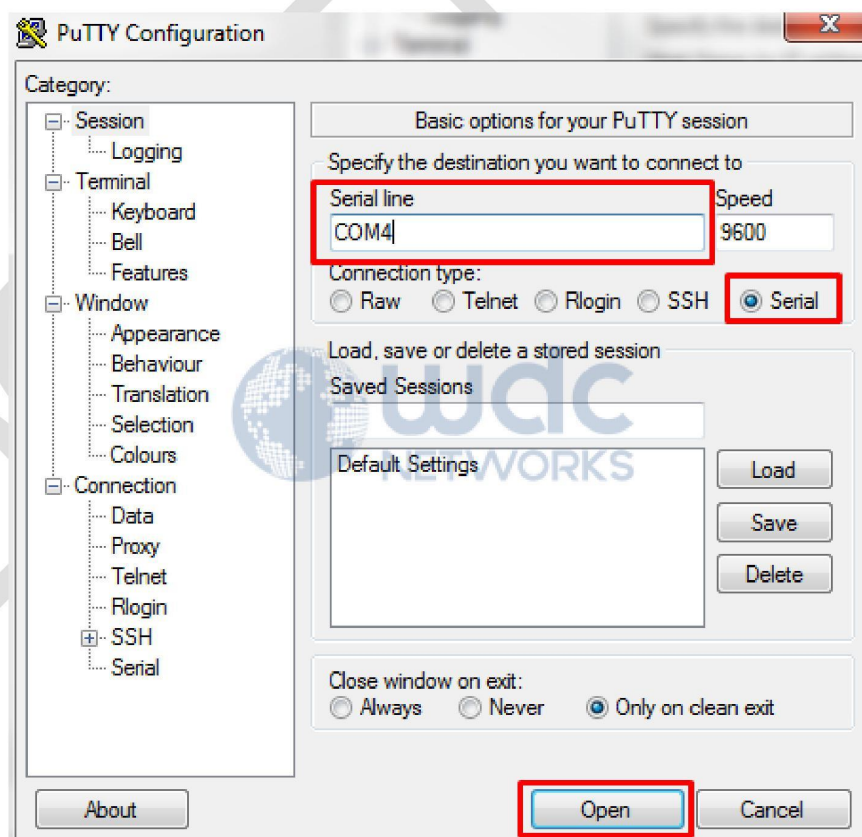 PuTTY Configuration
X
Category:
Session
Logging
Terminal
Keyboard
Bell
Features
Window
Appearance
Behaviour
Translation
Selection
Colours
Connection
Data
Proxy
Telnet
Rlogin
SSH
Serial
Basic options for your PuTTY session
Specify the destination you want to connect to
Serial line
Speed
COM4
9600
Connection type:
Raw Telnet Rlogin SSH Serial
Load, save or delete a stored session
Saved Sessions
Default Settings
Load
Save
Delete
wdc
NETWORKS
Close window on exit:
Always Never Only on clean exit
About
Open
Cancel